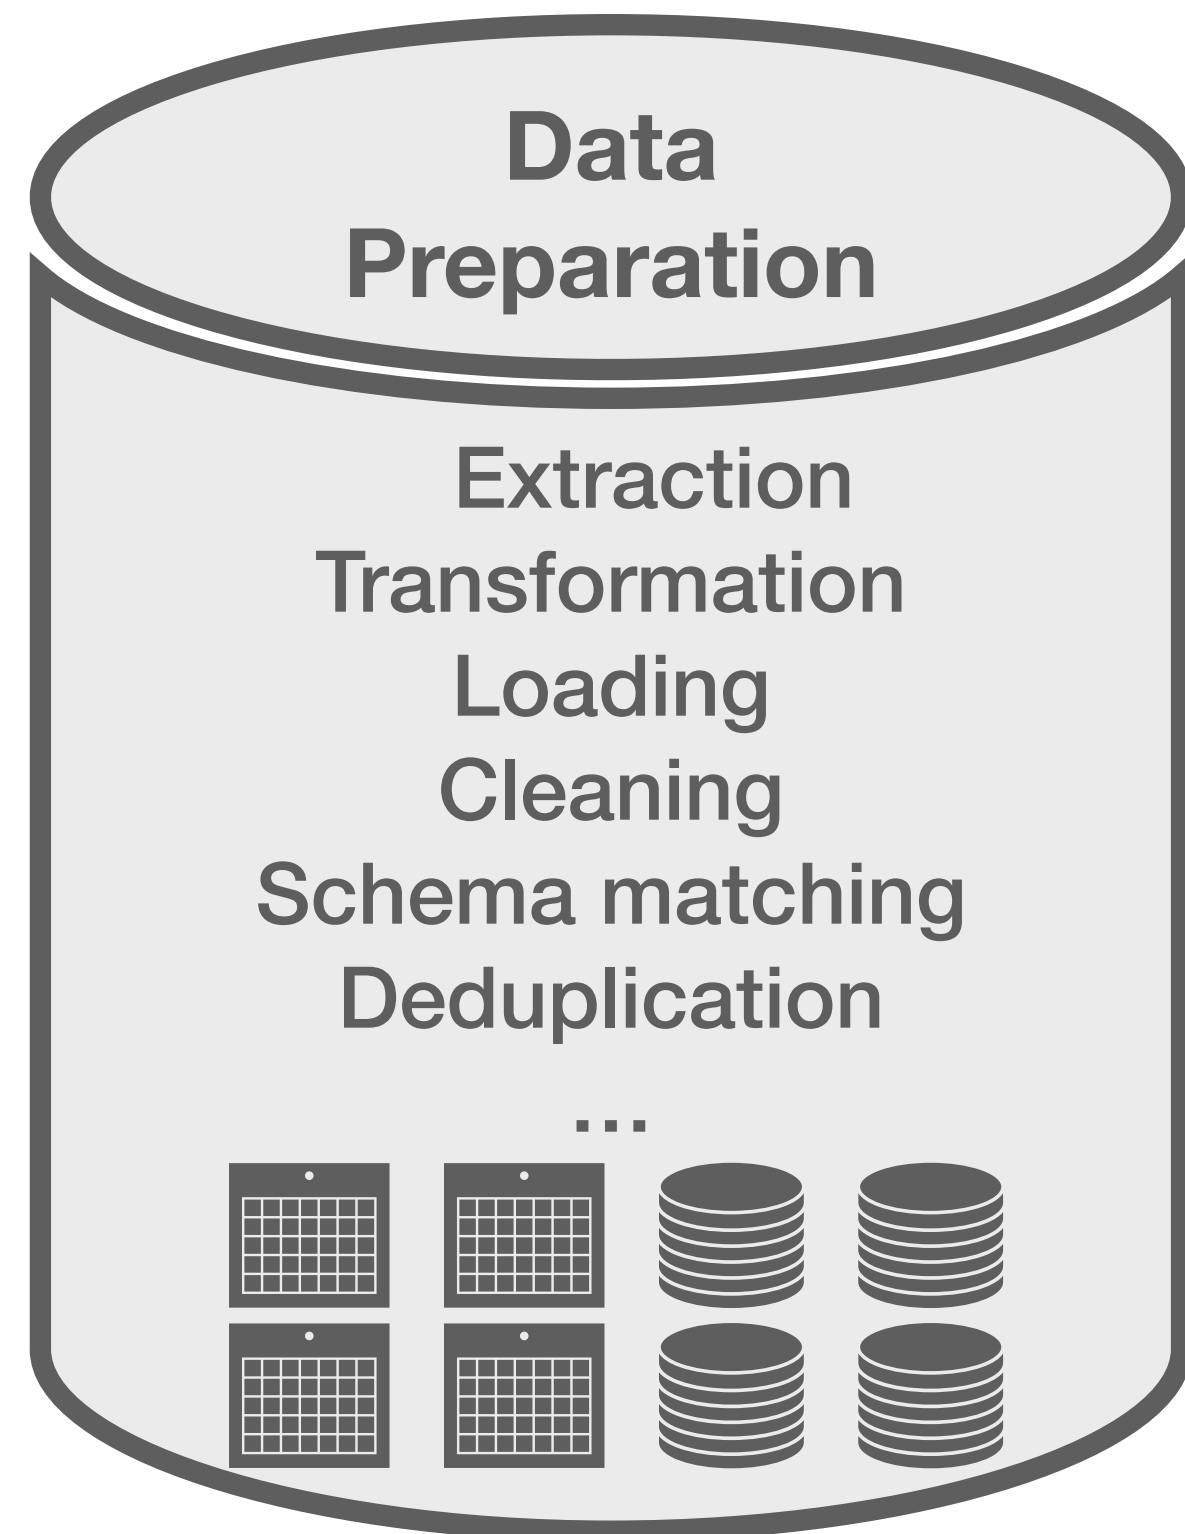 Data
Preparation
Extraction
Transformation
Loading
Cleaning
Schema matching
Deduplication
...